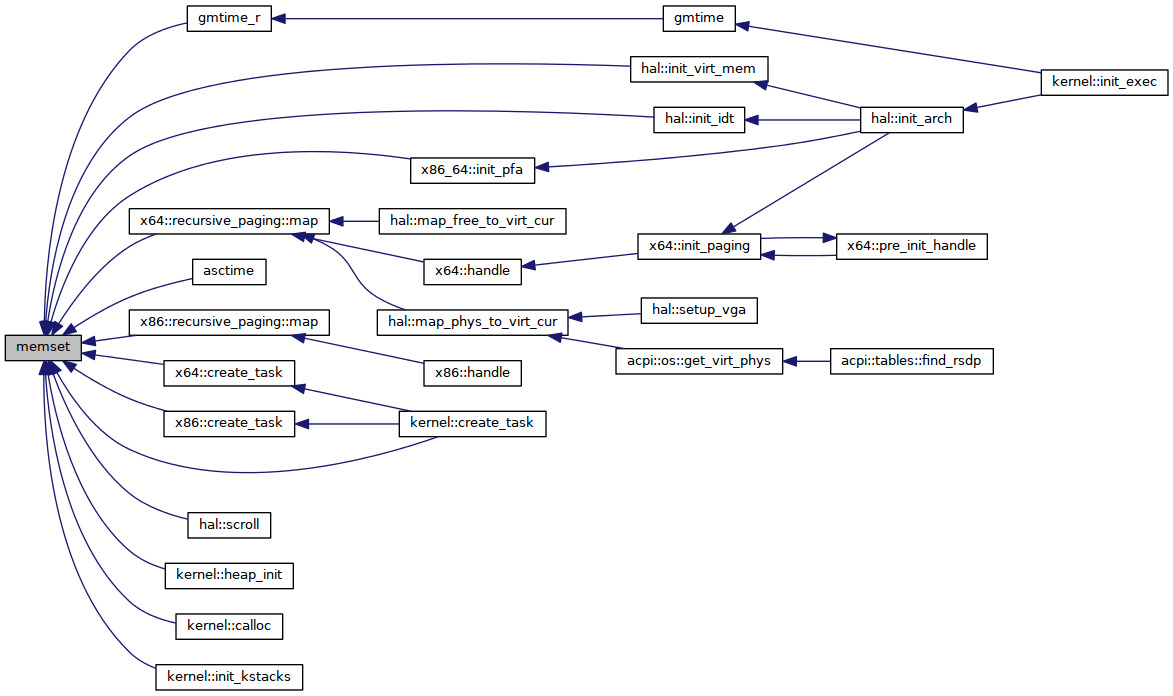 gmtime_r
gmtime
hal::init_virt_mem
kernel::init_exec
hal::init_idt
hal::init_arch
x86_64::init_pfa
x64::recursive_paging::map
hal::map_free_to_virt_cur
x64::init_paging
x64::pre_init_handle
asctime
x64::handle
hal::setup_vga
x86::recursive_paging::map
hal::map_phys_to_virt_cur
memset
acpi::os::get_virt_phys
acpi::tables::find_rsdp
x64::create_task
x86::handle
x86::create_task
kernel::create_task
hal::scroll
kernel::heap_init
kernel::calloc
kernel::init_kstacks